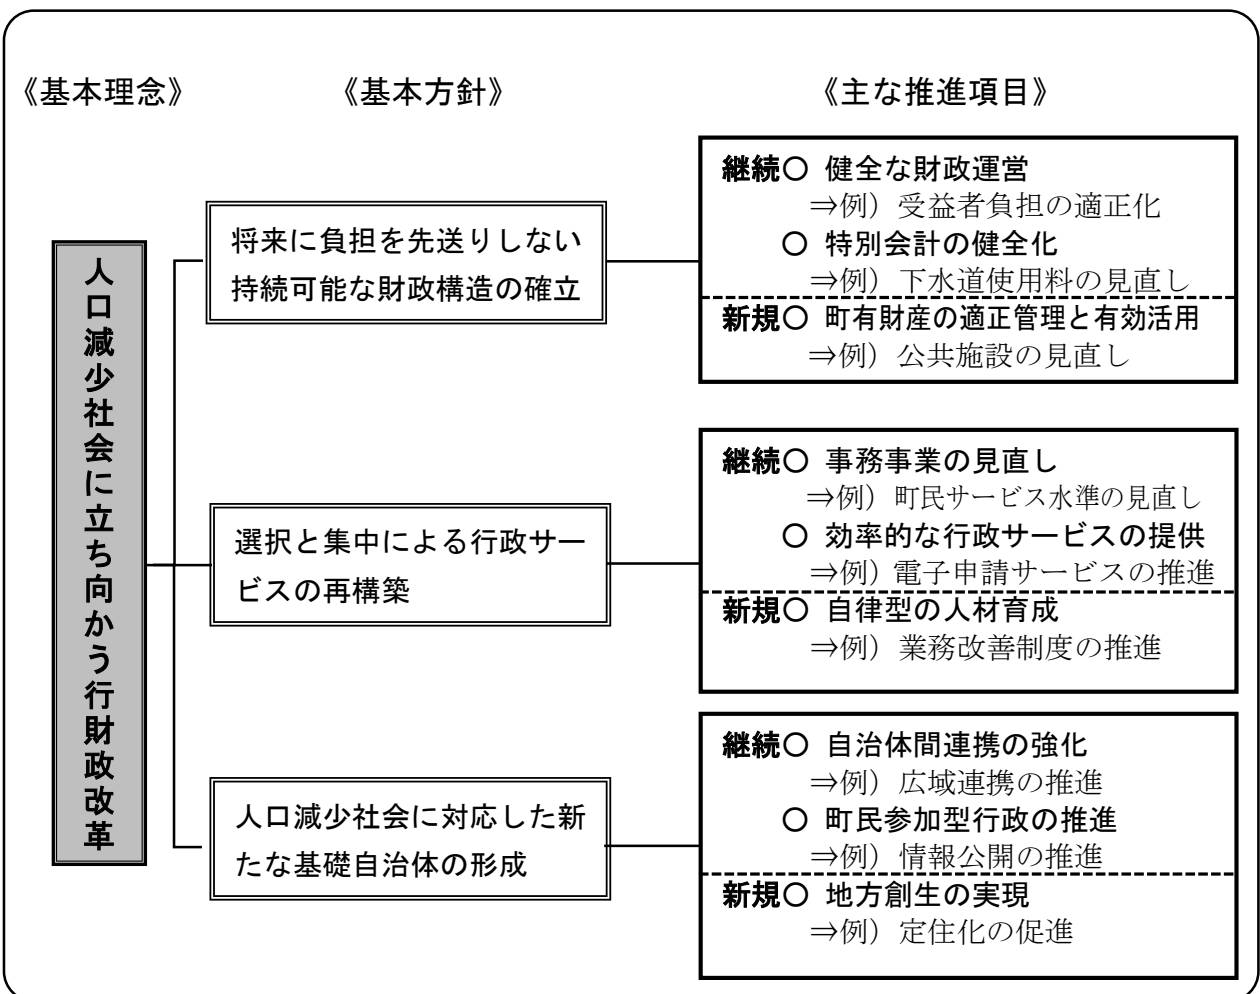 《基本理念》 《基本方針》 《主な推進項目》
人口減少社会に立ち向かう行財政改革
将来に負担を先送りしない
持続可能な財政構造の確立
継続○ 健全な財政運営
⇒例）受益者負担の適正化
○ 特別会計の健全化
⇒例）下水道使用料の見直し
新規○ 町有財産の適正管理と有効活用
⇒例）公共施設の見直し
選択と集中による行政サー
ビスの再構築
継続○ 事務事業の見直し
⇒例）町民サービス水準の見直し
○ 効率的な行政サービスの提供
⇒例）電子申請サービスの推進
新規○ 自律型の人材育成
⇒例）業務改善制度の推進
人口減少社会に対応した新
たな基礎自治体の形成
継続○ 自治体間連携の強化
⇒例）広域連携の推進
○ 町民参加型行政の推進
⇒例）情報公開の推進
新規○ 地方創生の実現
⇒例）定住化の促進